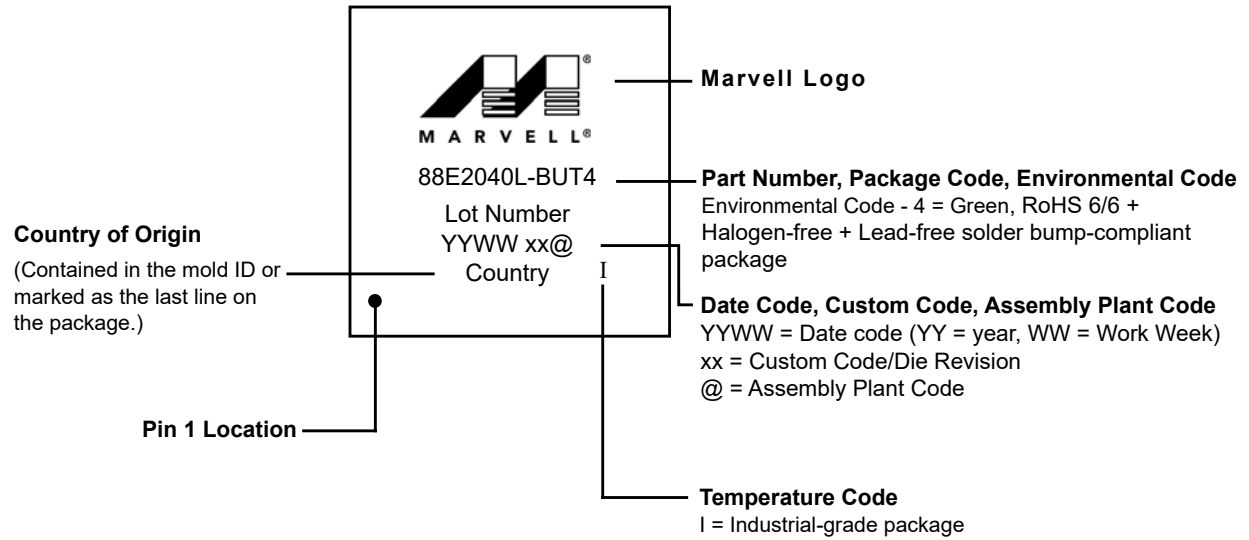 ®
MARVELL®
Marvell Logo
88E2040L-BUT4
Part Number, Package Code, Environmental Code
Environmental Code - 4 = Green, RoHS 6/6 +
Halogen-free + Lead-free solder bump-compliant
package
Lot Number
YYWW xx@
Country I
Country of Origin
(Contained in the mold ID or
marked as the last line on
the package.)
Date Code, Custom Code, Assembly Plant Code
YYWW = Date code (YY = year, WW = Work Week)
xx = Custom Code/Die Revision
@ = Assembly Plant Code
Pin 1 Location
Temperature Code
I = Industrial-grade package